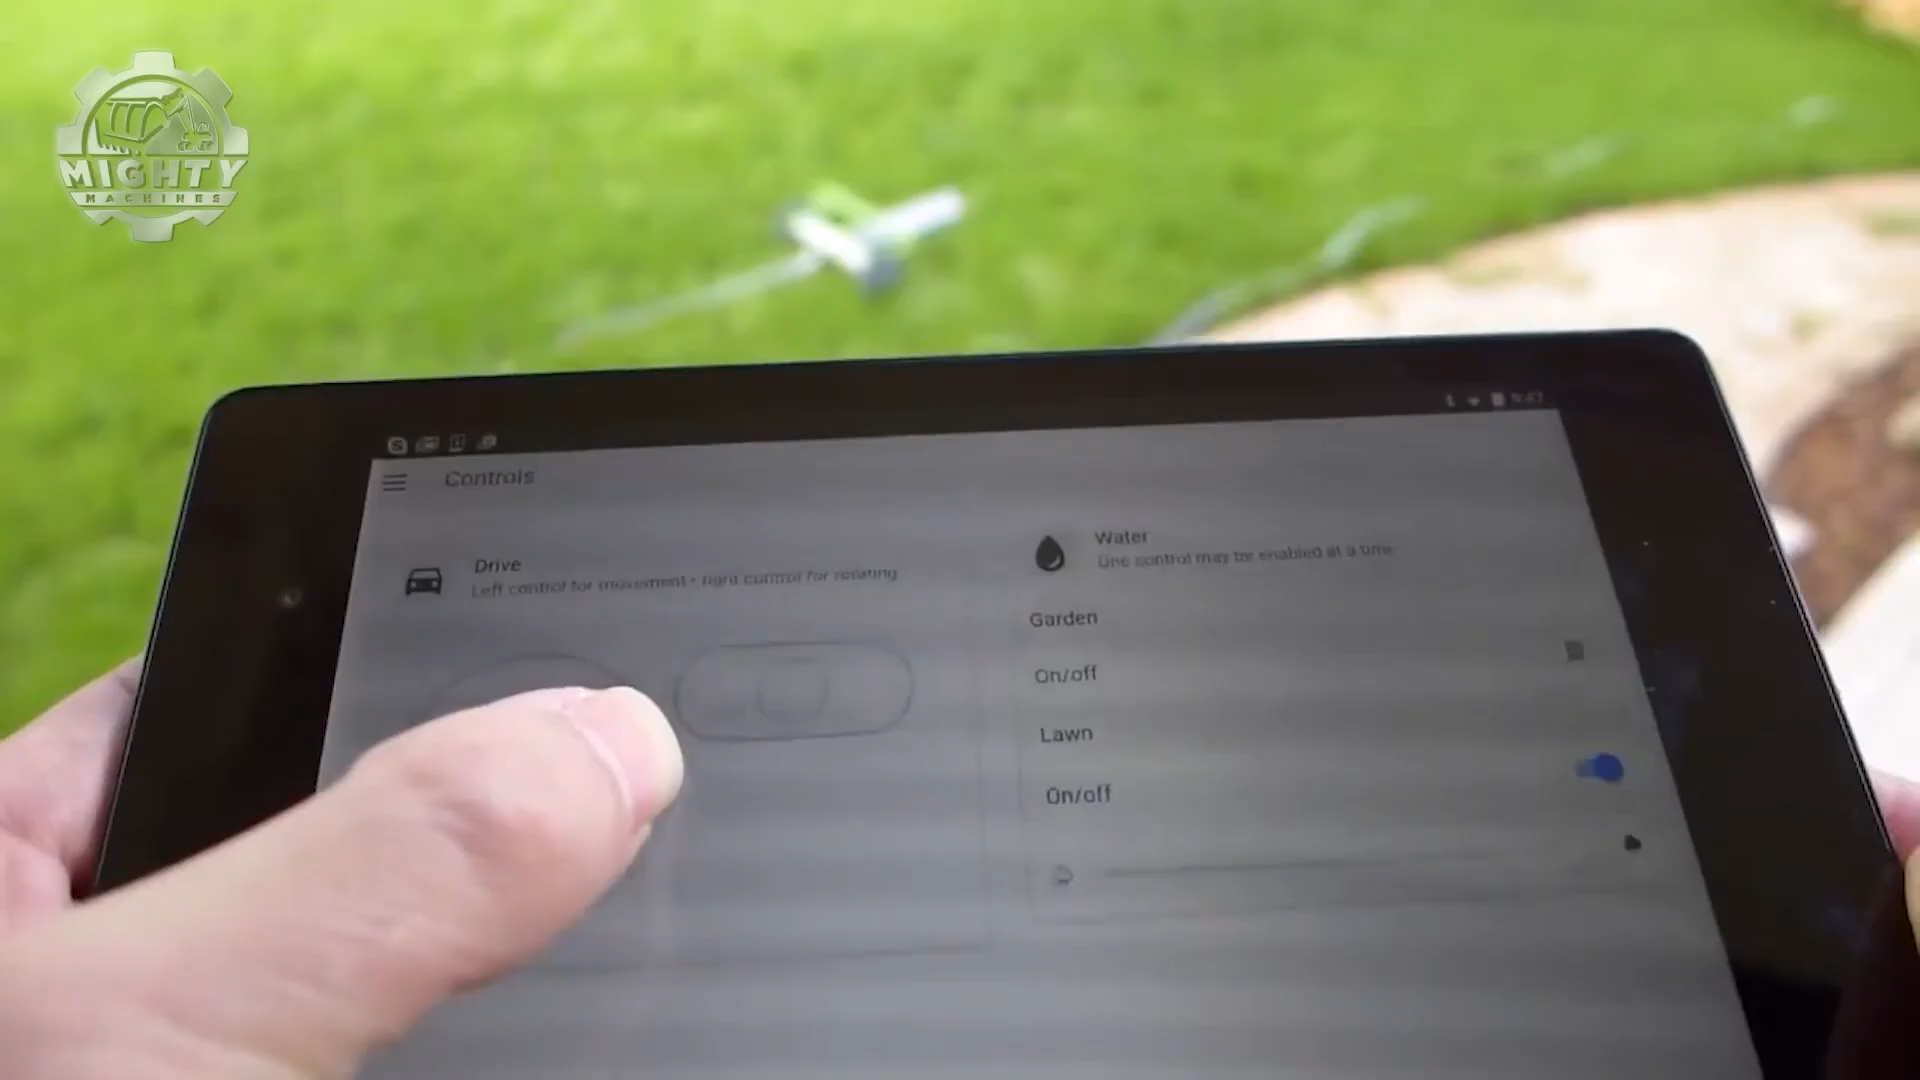 MIGHTY
MACHINES
Controls
Drive
Left control for movement • right control for rotating
Water
One control may be enabled at a time
Garden
On/off
Lawn
On/off